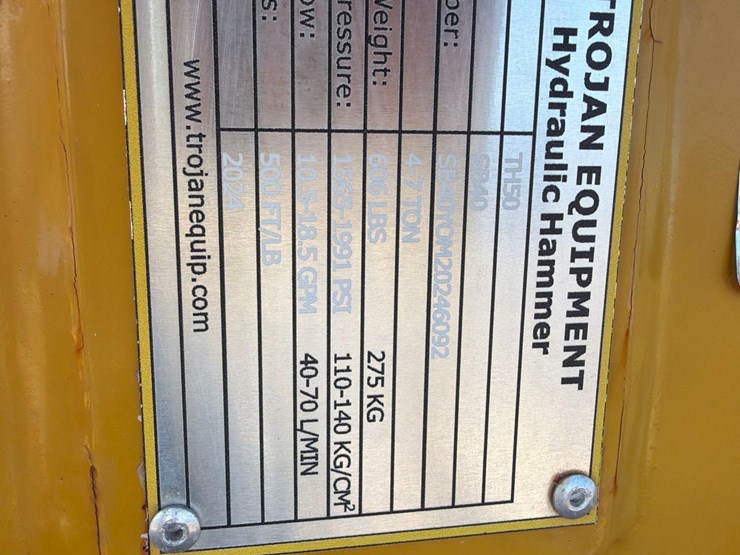 TROJAN EQUIPMENT
Hydraulic Hammer
TH50
SB40
ber: SB40YOM20246092
4-7 TON
Weight: 606 LBS 275 KG
ressure: 1565-1991 PSI 110-140 KG/CM²
ow: 10.5-18.5 GPM 40-70 L/MIN
s: 500 FT/LB
2024
www.trojanequip.com